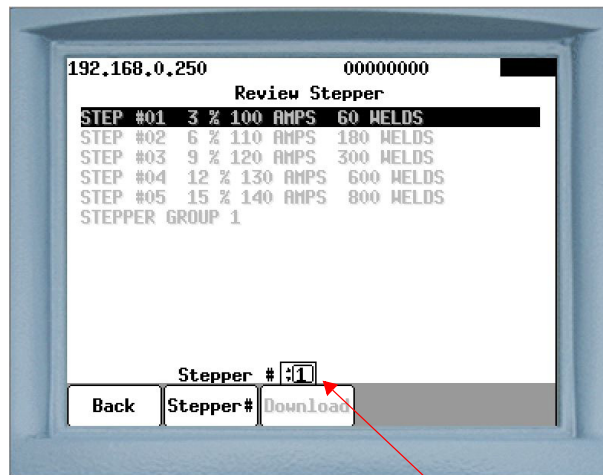 192.168.0.250 00000000
Review Stepper
STEP #01 3 % 100 AMPS 60 WELDS
STEP #02 6 % 110 AMPS 180 WELDS
STEP #03 9 % 120 AMPS 300 WELDS
STEP #04 12 % 130 AMPS 600 WELDS
STEP #05 15 % 140 AMPS 800 WELDS
STEPPER GROUP 1
Stepper # 1
Back Stepper# Download